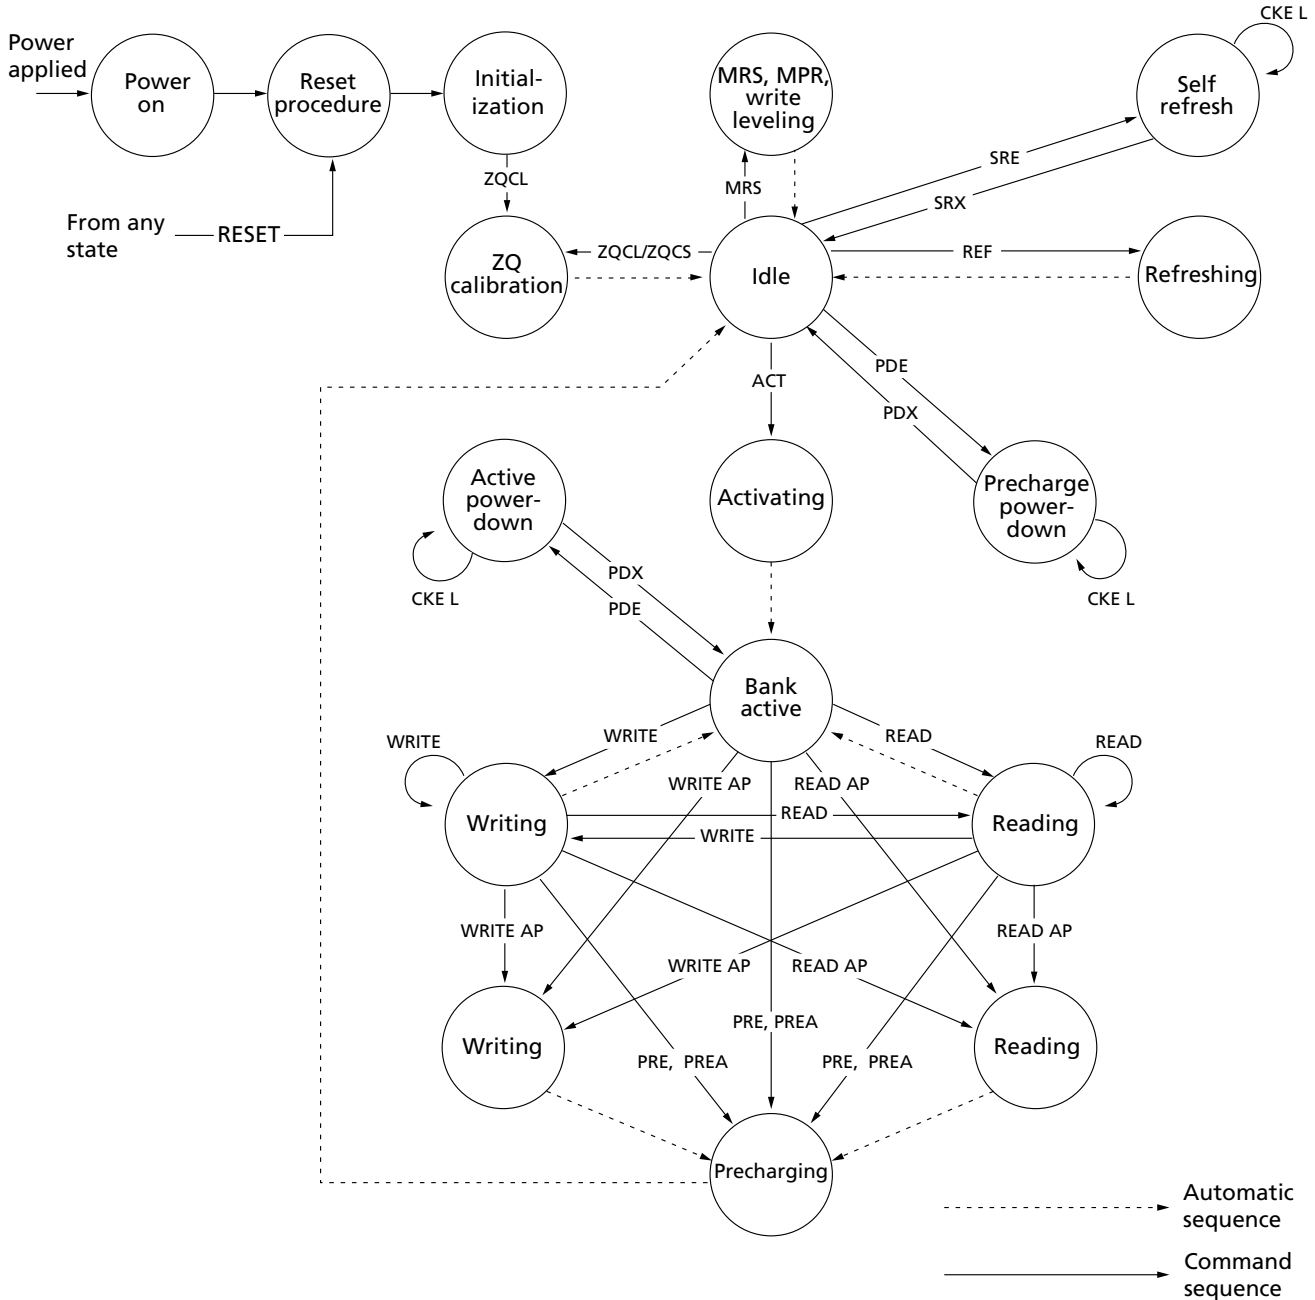 CKE L
Power
applied
Power
on
Reset
procedure
Initial-
ization
MRS, MPR,
write
leveling
Self
refresh
SRE
ZQCL
MRS
SRX
From any
state
RESET
ZQ
calibration
ZQCL/ZQCS
Idle
REF
Refreshing
PDE
ACT
PDX
Active
power-
down
Activating
Precharge
power-
down
PDX
CKE L
PDE
CKE L
Bank
active
WRITE
WRITE
READ
READ
WRITE AP
READ AP
Writing
READ
Reading
WRITE
WRITE AP
READ AP
WRITE AP
READ AP
PRE, PREA
Writing
Reading
PRE, PREA
PRE, PREA
Precharging
Automatic
sequence
Command
sequence